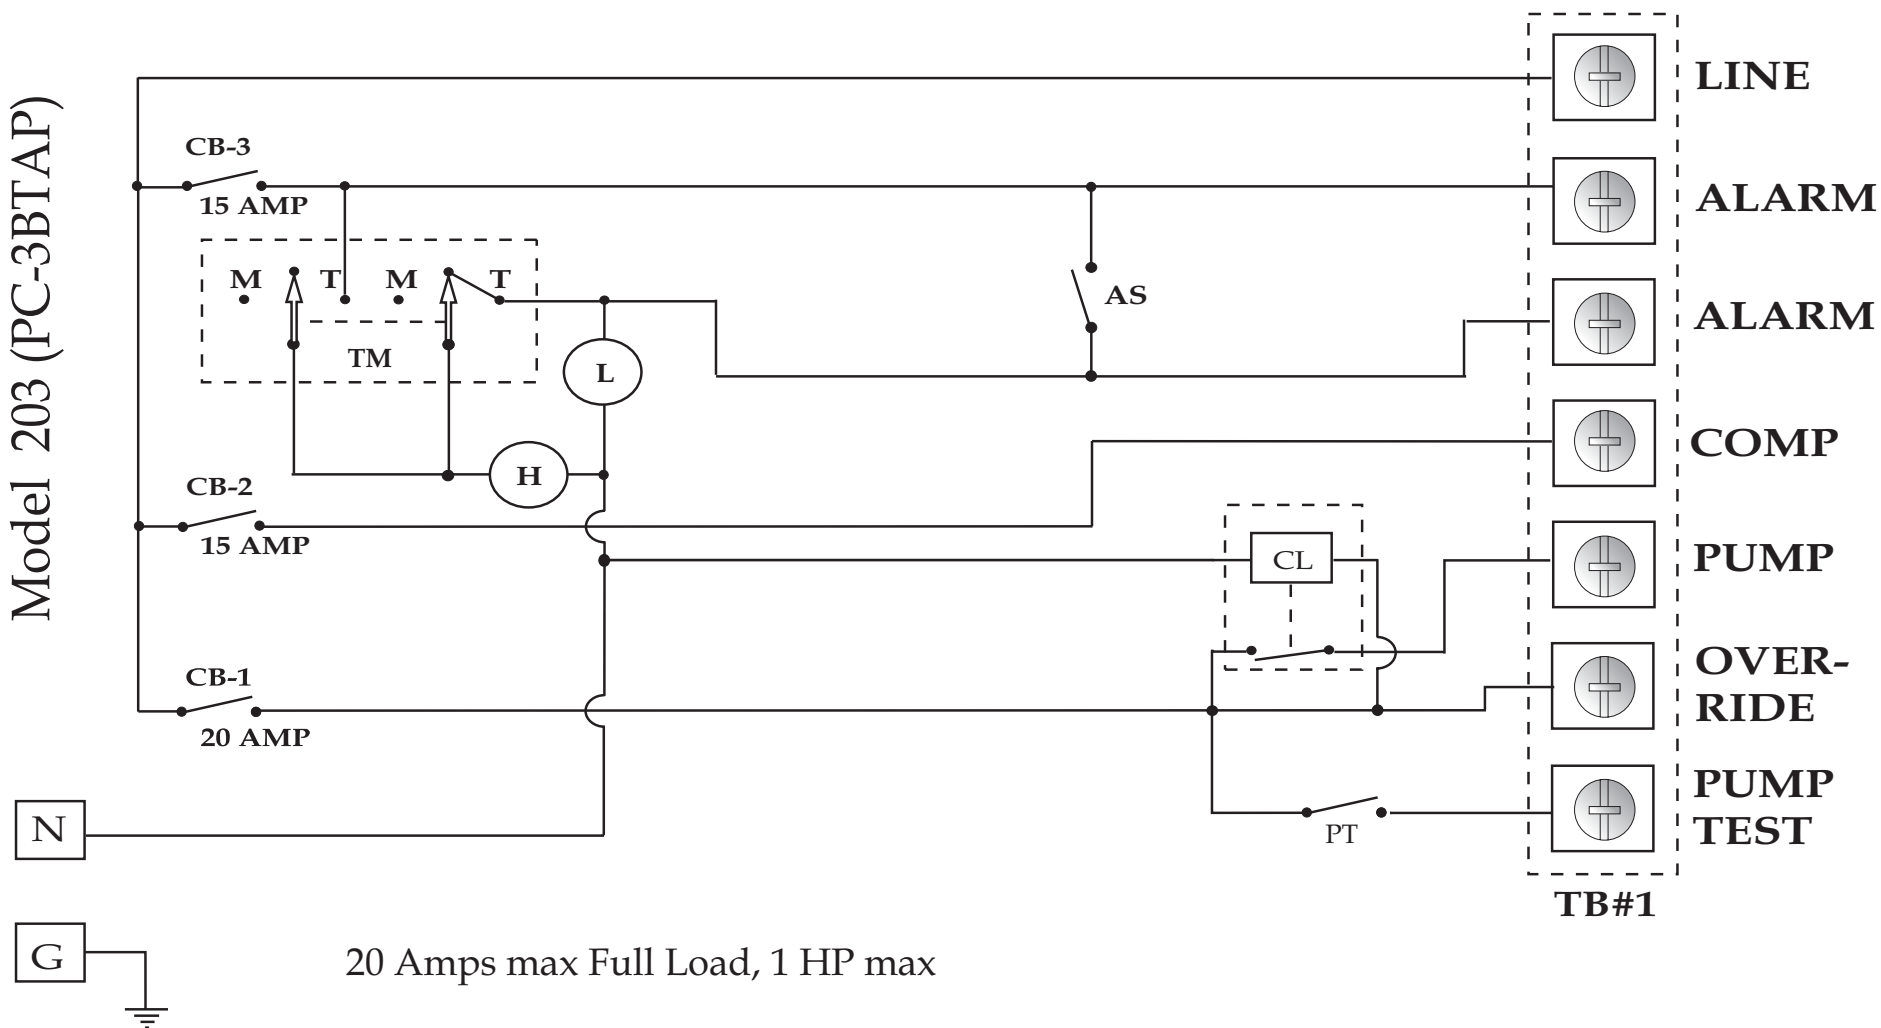 Model 203 (PC-3BTAP)
LINE
CB-3
15 AMP
ALARM
M T M T
TM
AS
ALARM
L
H
CB-2
15 AMP
COMP
CL
PUMP
CB-1
20 AMP
OVER-
RIDE
PT
PUMP
TEST
TB#1
N
G
20 Amps max Full Load, 1 HP max